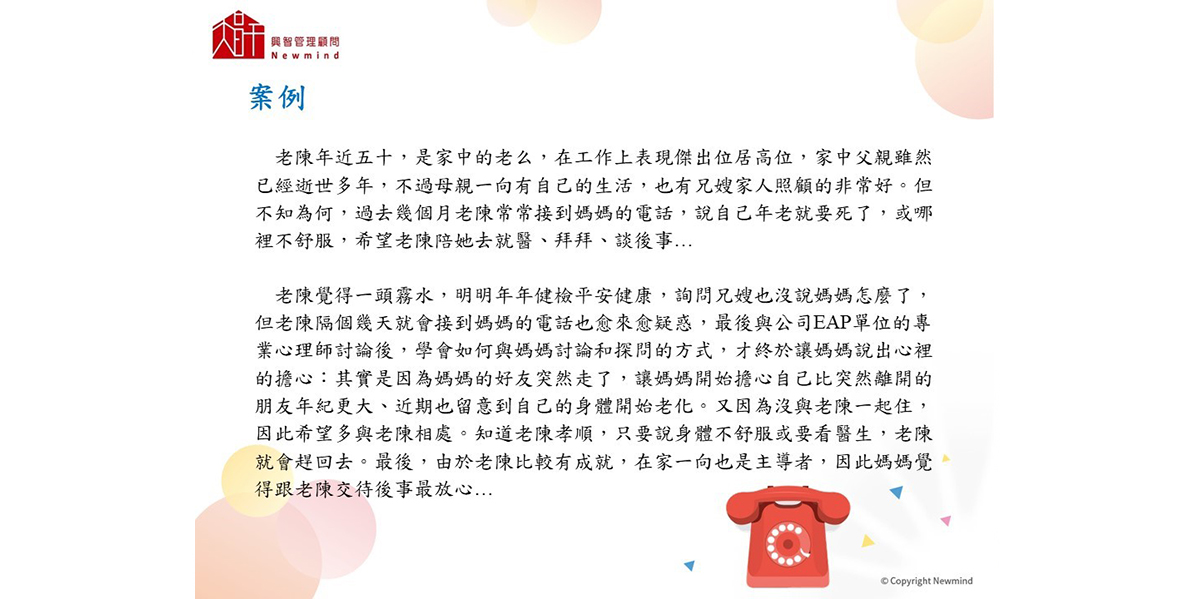 興智管理顧問
Newmind
案例
老陳年近五十，是家中的老么，在工作上表現傑出位居高位，家中父親雖然
已經逝世多年，不過母親一向有自己的生活，也有兄嫂家人照顧的非常好。但
不知為何，過去幾個月老陳常常接到媽媽的電話，說自己年老就要死了，或哪
裡不舒服，希望老陳陪她去就醫、拜拜、談後事…
老陳覺得一頭霧水，明明年年健檢平安健康，詢問兄嫂也沒說媽媽怎麼了，
但老陳隔個幾天就會接到媽媽的電話也愈來愈疑惑，最後與公司EAP單位的專
業心理師討論後，學會如何與媽媽討論和探問的方式，才終於讓媽媽說出心裡
的擔心：其實是因為媽媽的好友突然走了，讓媽媽開始擔心自己比突然離開的
朋友年紀更大、近期也留意到自己的身體開始老化。又因為沒與老陳一起住，
因此希望多與老陳相處。知道老陳孝順，只要說身體不舒服或要看醫生，老陳
就會趕回去。最後，由於老陳比較有成就，在家一向也是主導者，因此媽媽覺
得跟老陳交待後事最放心…
© Copyright Newmind